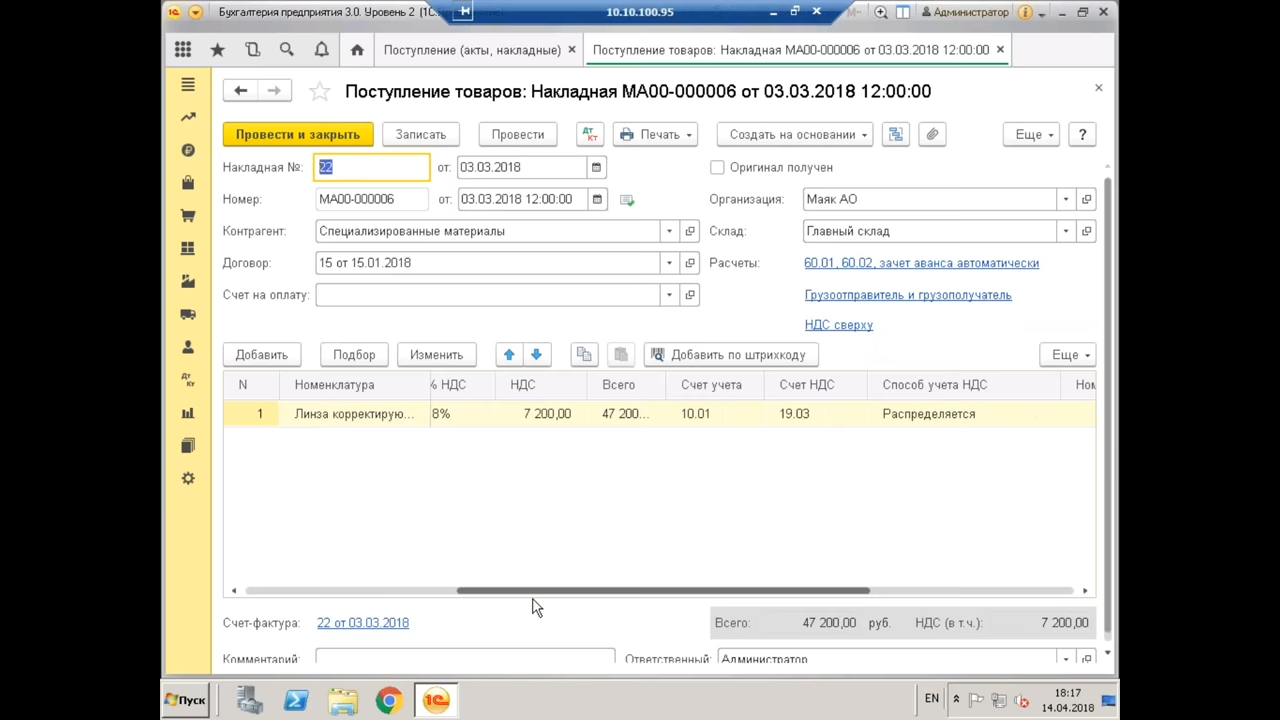 Бухгалтерия предприятия 3.0. Уровень 2 (1С: 10.10.100.95 Администратор
Поступление (акты, накладные) × Поступление товаров: Накладная МА00-000006 от 03.03.2018 12:00:00 ×
Поступление товаров: Накладная МА00-000006 от 03.03.2018 12:00:00
Провести и закрыть Записать Провести Дт Кт Печать Создать на основании Еще ?
Накладная №: 22 от: 03.03.2018 Оригинал получен
Номер: МА00-000006 от: 03.03.2018 12:00:00 Организация: Маяк АО
Контрагент: Специализированные материалы Склад: Главный склад
Договор: 15 от 15.01.2018 Расчеты: 60.01, 60.02, зачет аванса автоматически
Счет на оплату: Грузоотправитель и грузополучатель
НДС сверху
Добавить Подбор Изменить Добавить по штрихкоду Еще
N Номенклатура % НДС НДС Всего Счет учета Счет НДС Способ учета НДС Ном
1 Линза корректирую... 8% 7 200,00 47 200... 10.01 19.03 Распределяется
Счет-фактура: 22 от 03.03.2018 Всего: 47 200,00 руб. НДС (в т.ч.): 7 200,00
Комментарий: Ответственный: Администратор
Пуск EN 18:17
14.04.2018